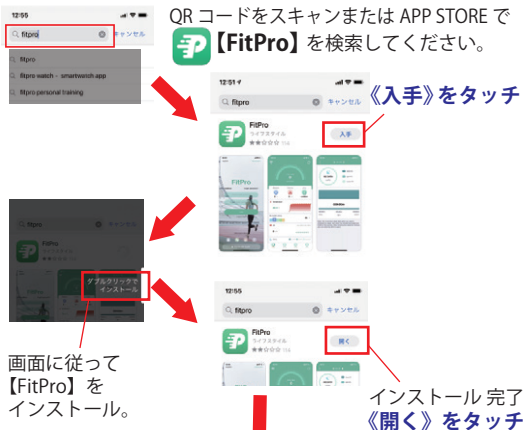 QR コードをスキャンまたは APP STORE で
【FitPro】を検索してください。
12:55
fitpro
キャンセル
fitpro
fitpro watch - smartwatch app
fitpro personal training
12:51
fitpro
キャンセル
《入手》をタッチ
FitPro
ライフスタイル
入手
FitPro
fitpro
キャンセル
FitPro
ダブルクリックで
インストール
12:55
fitpro
キャンセル
FitPro
ライフスタイル
開く
画面に従って
【FitPro】を
インストール。
インストール 完了
《開く》をタッチ